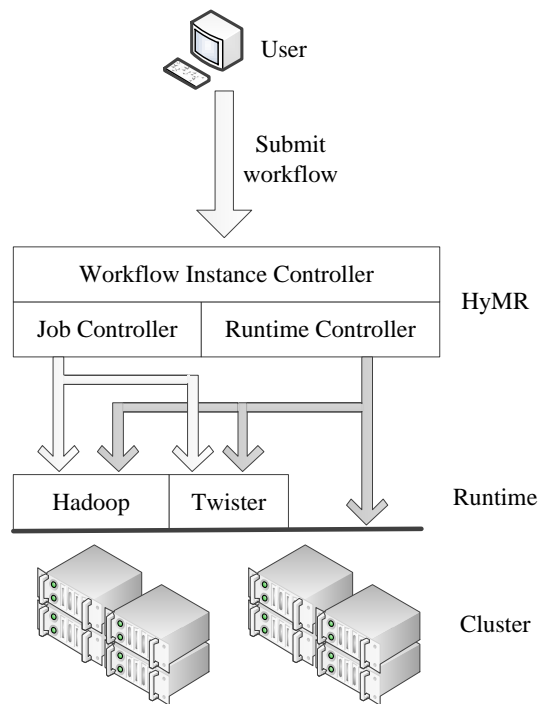 User
Submit
workflow
Workflow Instance Controller
Job Controller
Runtime Controller
HyMR
Hadoop
Twister
Runtime
Cluster